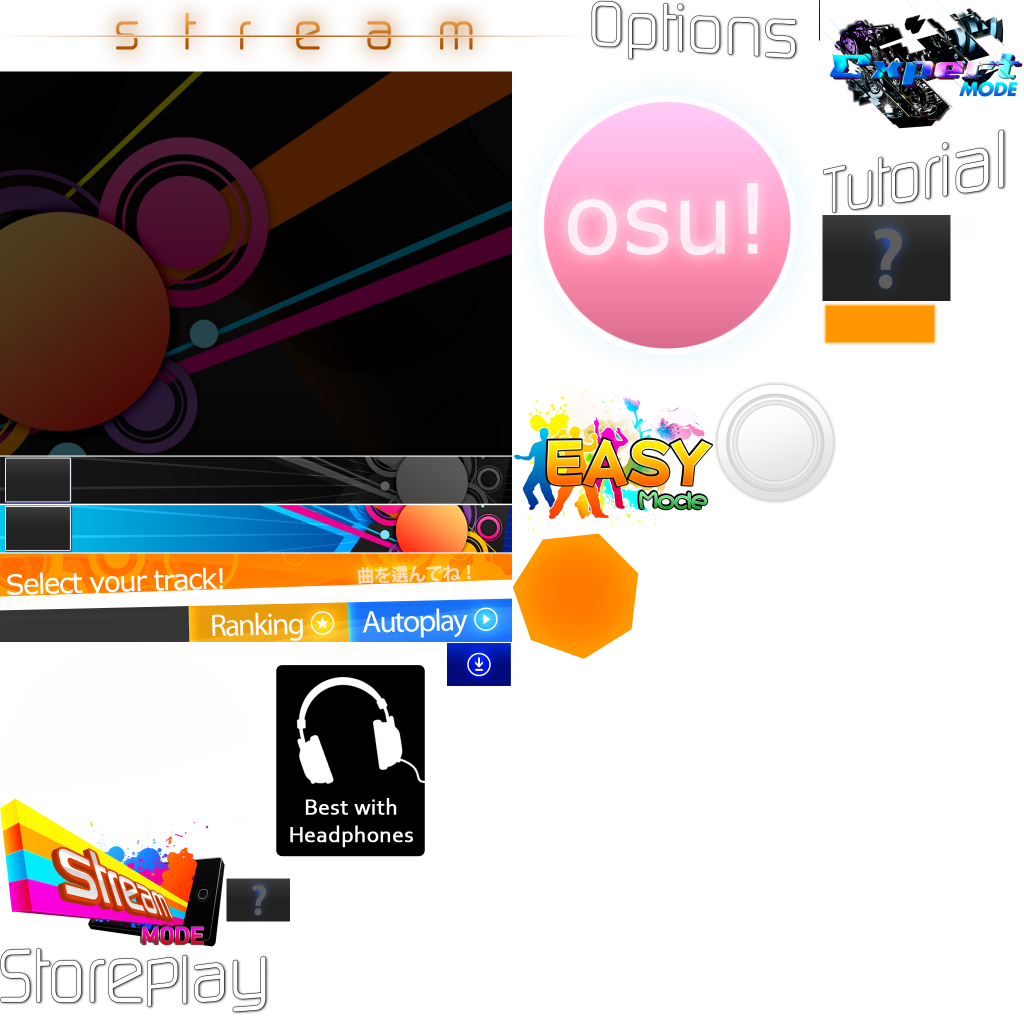 stream
Options
Expert
MODE
Tutorial
osu!
?
EASY
Mode
Select your track!
曲を選んでね！
Ranking
Autoplay
Best with
Headphones
Stream
MODE
?
Storeplay